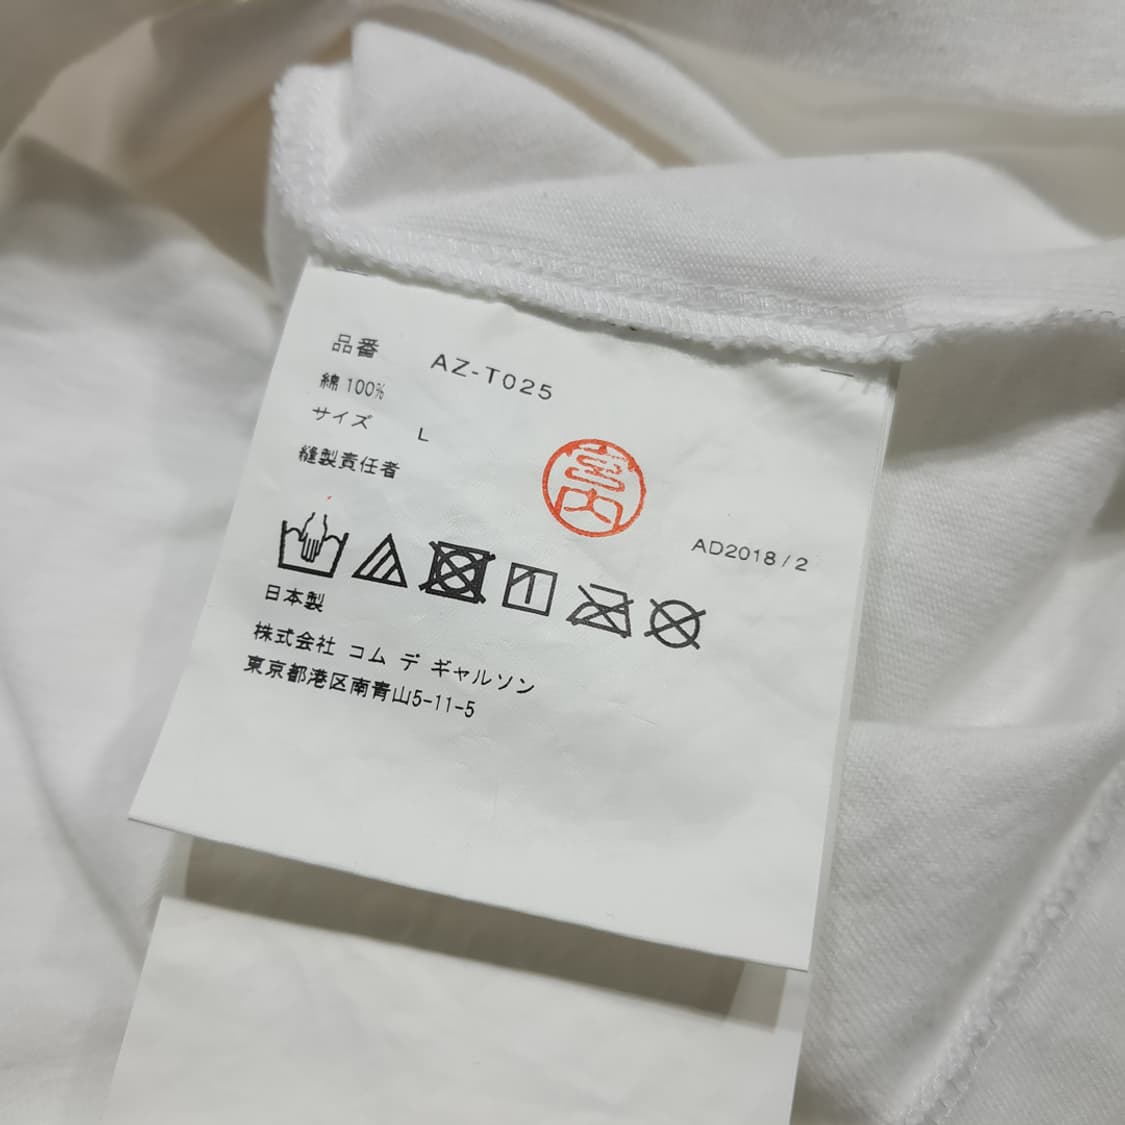 品番 AZ-T025
綿 100%
サイズ L
縫製責任者
宮内
AD2018/2
日本製
株式会社 コム デ ギャルソン
東京都港区南青山5-11-5